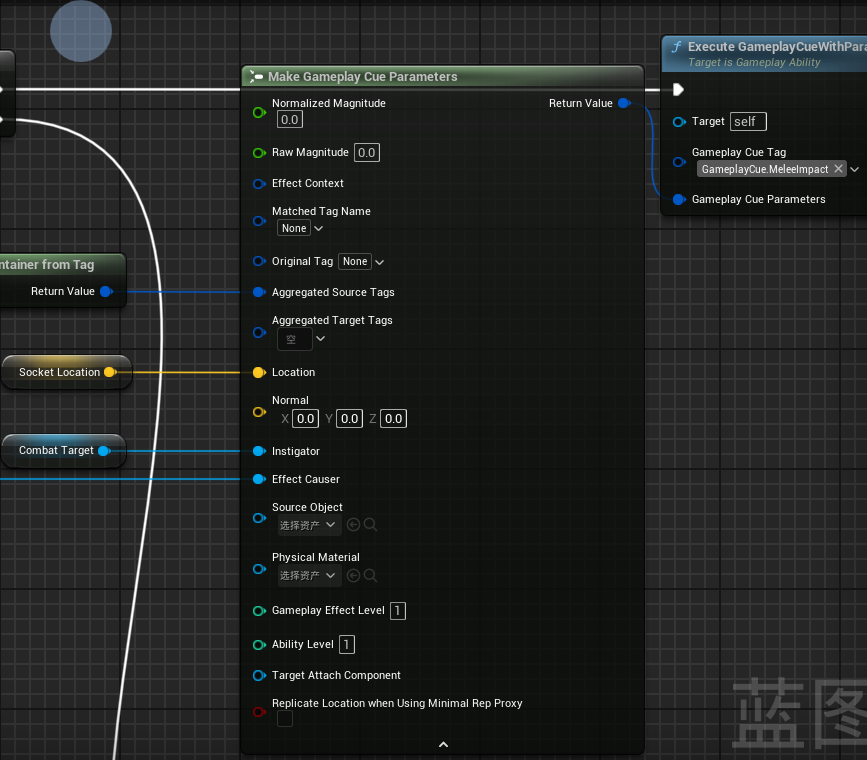 Make Gameplay Cue Parameters
Normalized Magnitude
0.0
Return Value
Raw Magnitude 0.0
Effect Context
Matched Tag Name
None
Original Tag None
Aggregated Source Tags
Aggregated Target Tags
空
Location
Normal
X 0.0 Y 0.0 Z 0.0
Instigator
Effect Causer
Source Object
选择资产
Physical Material
选择资产
Gameplay Effect Level 1
Ability Level 1
Target Attach Component
Replicate Location when Using Minimal Rep Proxy
ntainer from Tag
Return Value
Socket Location
Combat Target
Execute GameplayCueWithPara
Target is Gameplay Ability
Target self
Gameplay Cue Tag
GameplayCue.MeleeImpact
Gameplay Cue Parameters
蓝图